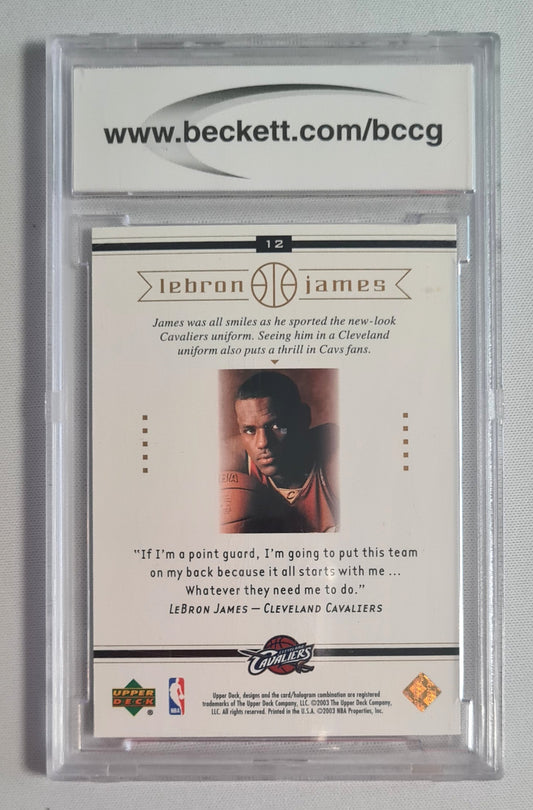 www.beckett.com/bccg
12
lebron james
James was all smiles as he sported the new-look
Cavaliers uniform. Seeing him in a Cleveland
uniform also puts a thrill in Cavs fans.
"If I'm a point guard, I'm going to put this team
on my back because it all starts with me ...
Whatever they need me to do."
LeBron James — Cleveland Cavaliers
CAVALIERS
UPPER
DECK
®
NBA
Upper Deck, designs and the card/hologram combination are registered
trademarks of The Upper Deck Company, LLC. ©2003 The Upper Deck Company,
LLC. All rights reserved. Printed in the U.S.A. ©2003 NBA Properties, Inc.